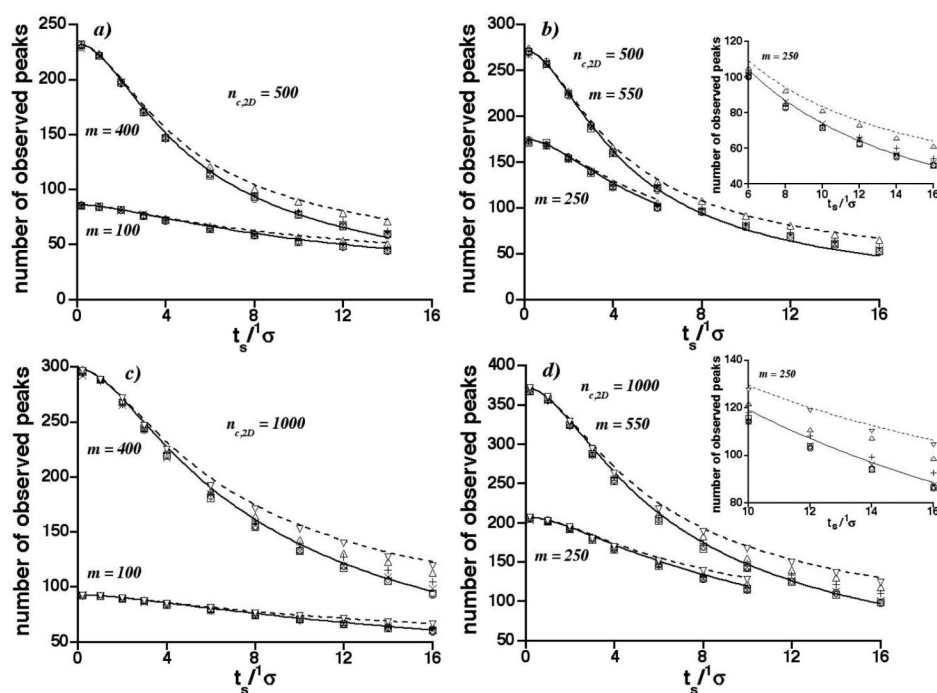 a)
n_c,2D = 500
m = 400
m = 100
number of observed peaks
250
200
150
100
50
0
0 4 8 12 16
t_s/¹σ
b)
n_c,2D = 500
m = 550
m = 250
number of observed peaks
300
250
200
150
100
50
0
0 4 8 12 16
t_s/¹σ
m = 250
number of observed peaks
120
100
80
60
40
6 8 10 12 14 16
t_s/¹σ
c)
n_c,2D = 1000
m = 400
m = 100
number of observed peaks
300
250
200
150
100
50
0 4 8 12 16
t_s/¹σ
d)
n_c,2D = 1000
m = 550
m = 250
number of observed peaks
400
350
300
250
200
150
100
50
0 4 8 12 16
t_s/¹σ
m = 250
number of observed peaks
140
120
100
80
10 12 14 16
t_s/¹σ